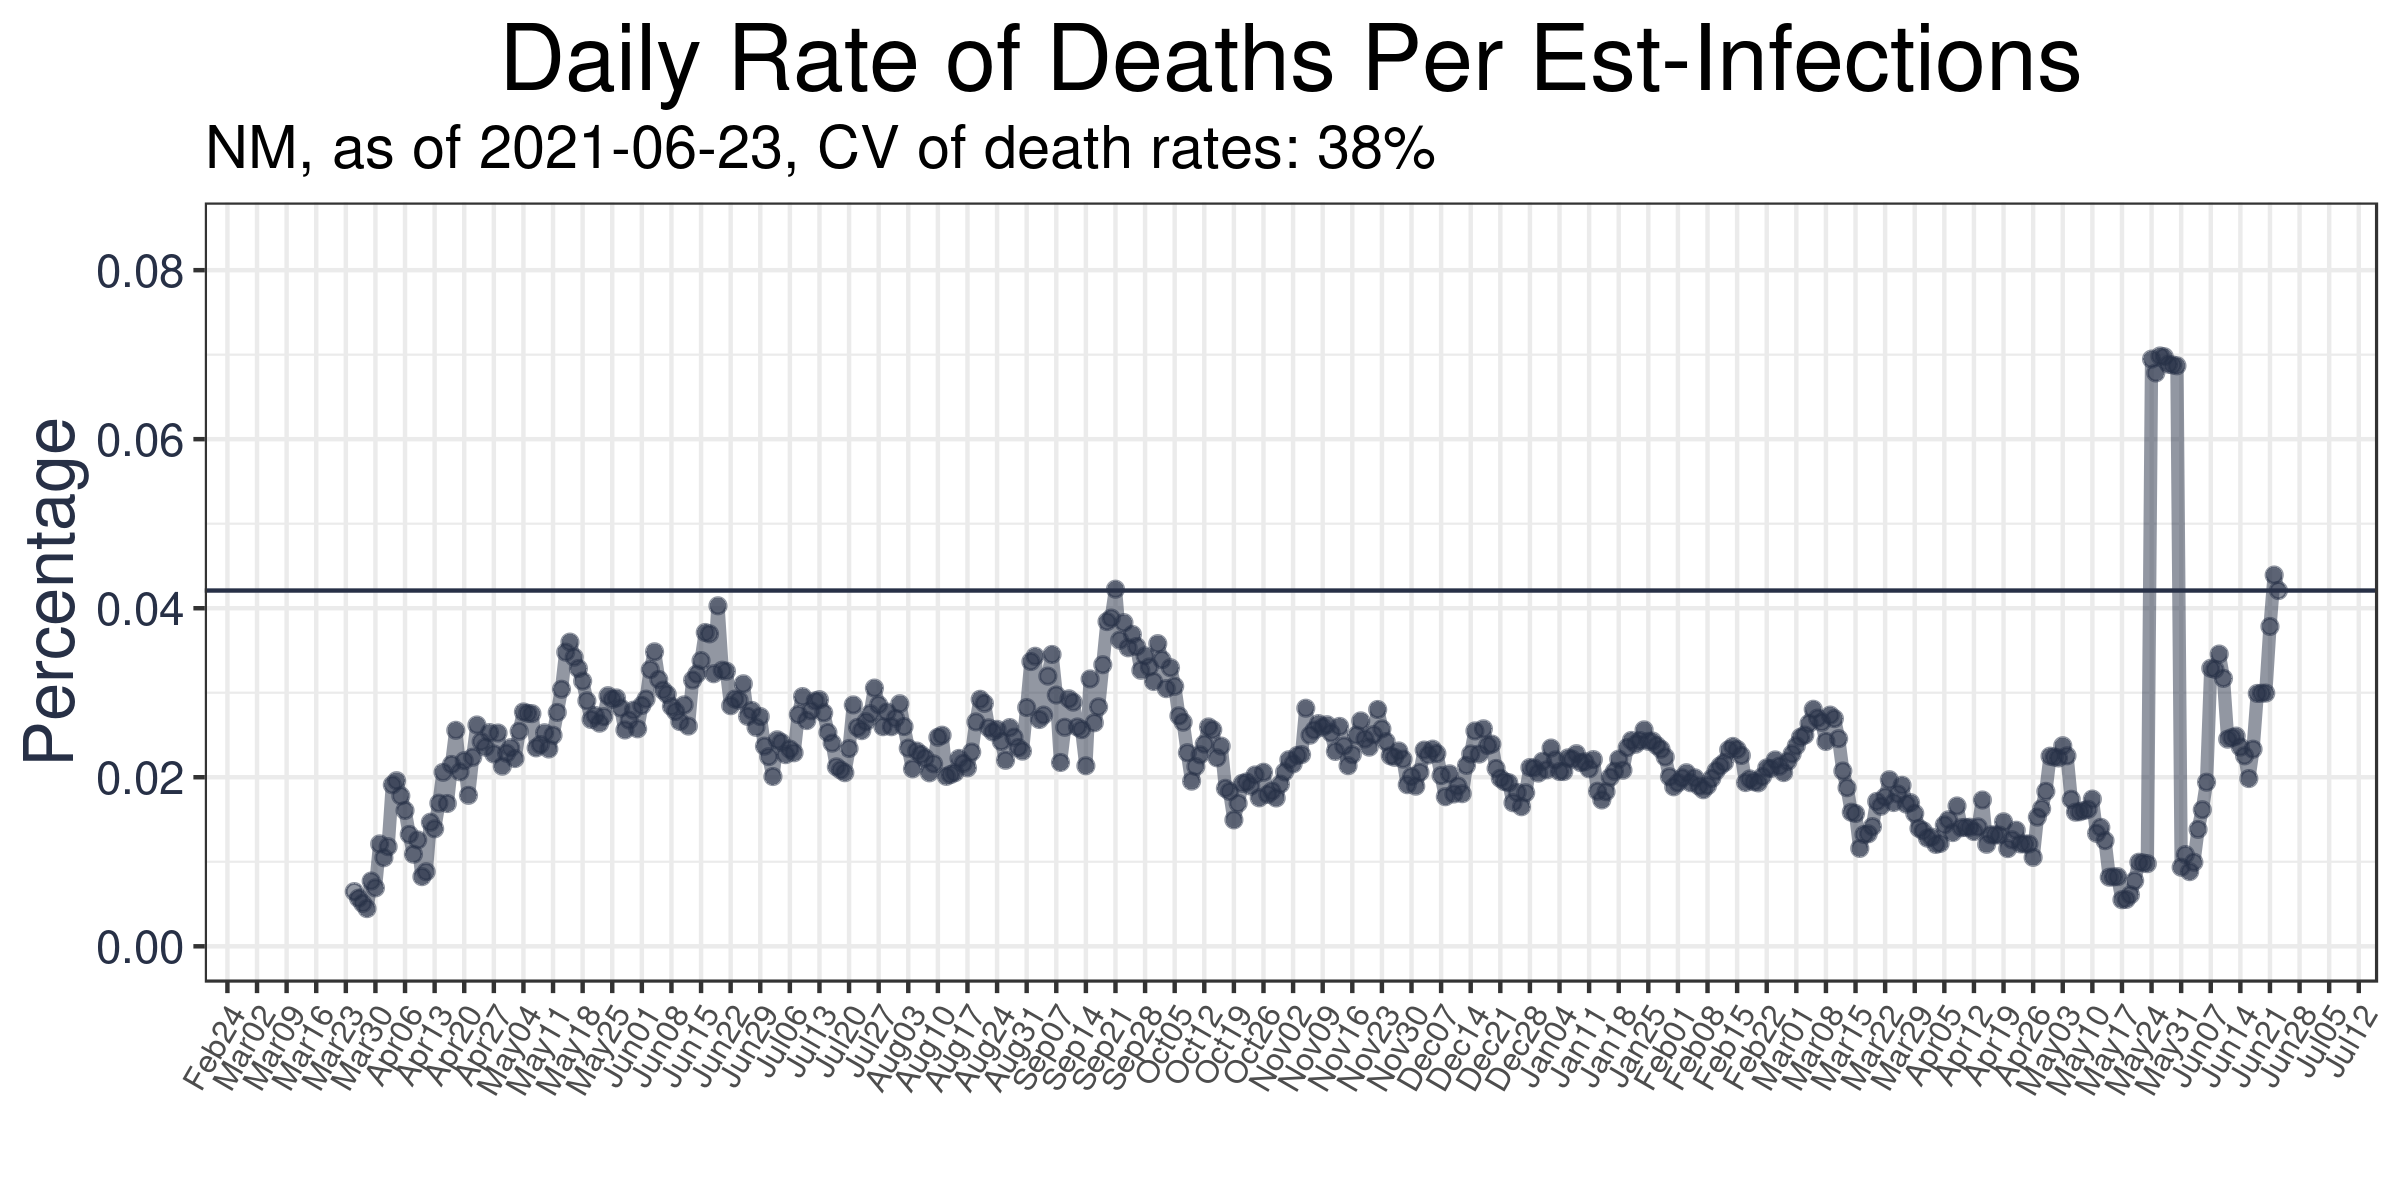 Daily Rate of Deaths Per Est-Infections
NM, as of 2021-06-23, CV of death rates: 38%
Percentage
0.08
0.06
0.04
0.02
0.00
Feb24
Mar02
Mar09
Mar16
Mar23
Mar30
Apr06
Apr13
Apr20
Apr27
May04
May11
May18
May25
Jun01
Jun08
Jun15
Jun22
Jun29
Jul06
Jul13
Jul20
Jul27
Aug03
Aug10
Aug17
Aug24
Aug31
Sep07
Sep14
Sep21
Sep28
Oct05
Oct12
Oct19
Oct26
Nov02
Nov09
Nov16
Nov23
Nov30
Dec07
Dec14
Dec21
Dec28
Jan04
Jan11
Jan18
Jan25
Feb01
Feb08
Feb15
Feb22
Mar01
Mar08
Mar15
Mar22
Mar29
Apr05
Apr12
Apr19
Apr26
May03
May10
May17
May24
May31
Jun07
Jun14
Jun21
Jun28
Jul05
Jul12